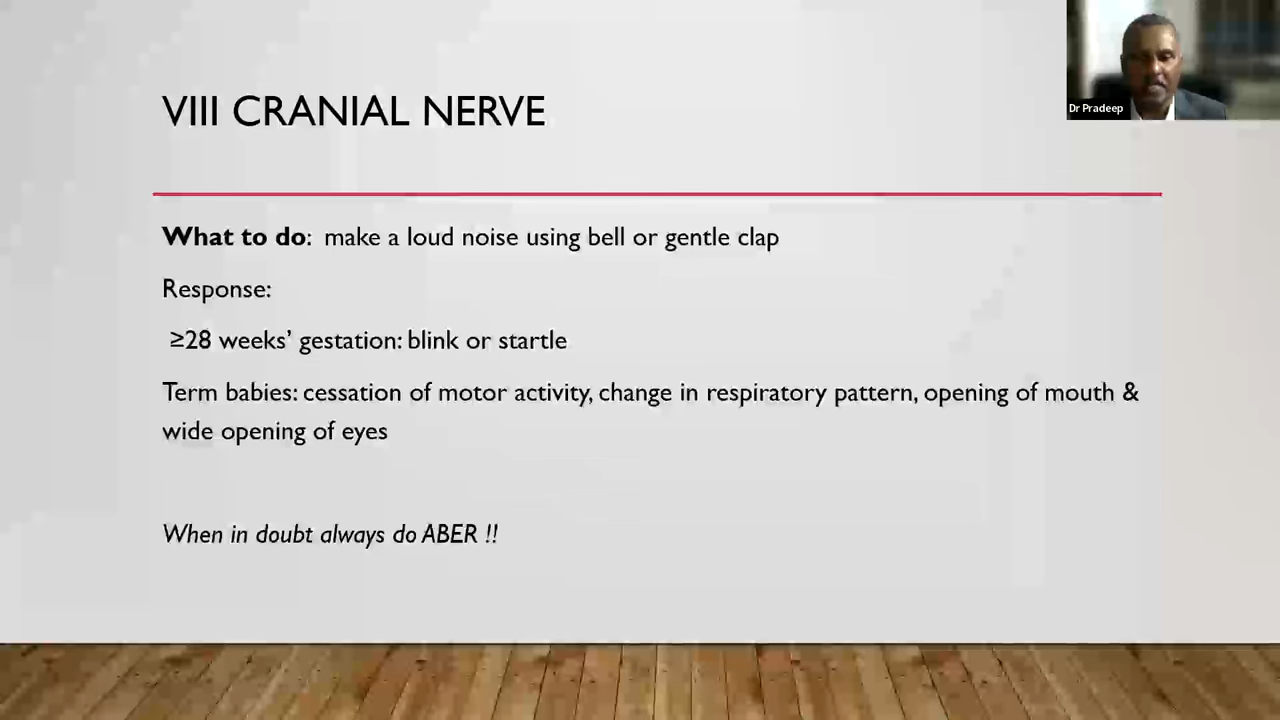 VIII CRANIAL NERVE
Dr Pradeep
What to do:  make a loud noise using bell or gentle clap
Response:
≥28 weeks’ gestation: blink or startle
Term babies: cessation of motor activity, change in respiratory pattern, opening of mouth &
wide opening of eyes
When in doubt always do ABER !!